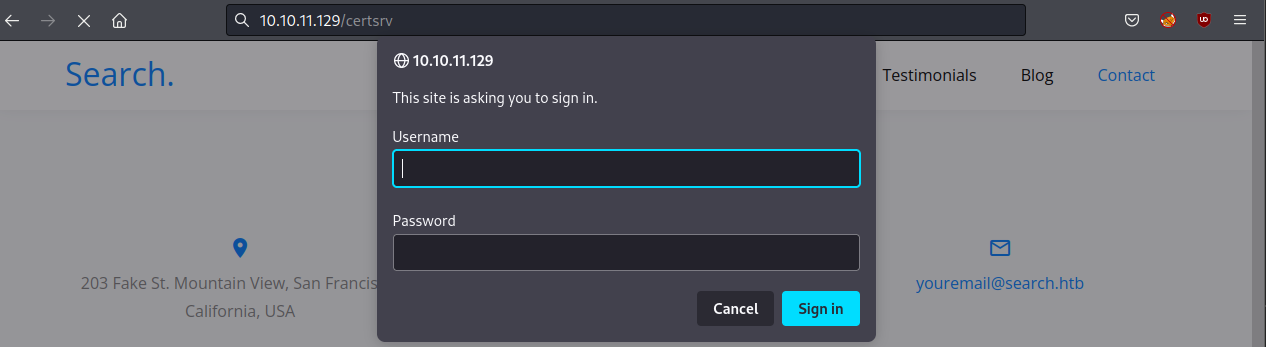 10.10.11.129/certsrv
10.10.11.129
Search.
Testimonials Blog Contact
This site is asking you to sign in.
Username
Password
203 Fake St. Mountain View, San Francis
California, USA
youremail@search.htb
Cancel Sign in